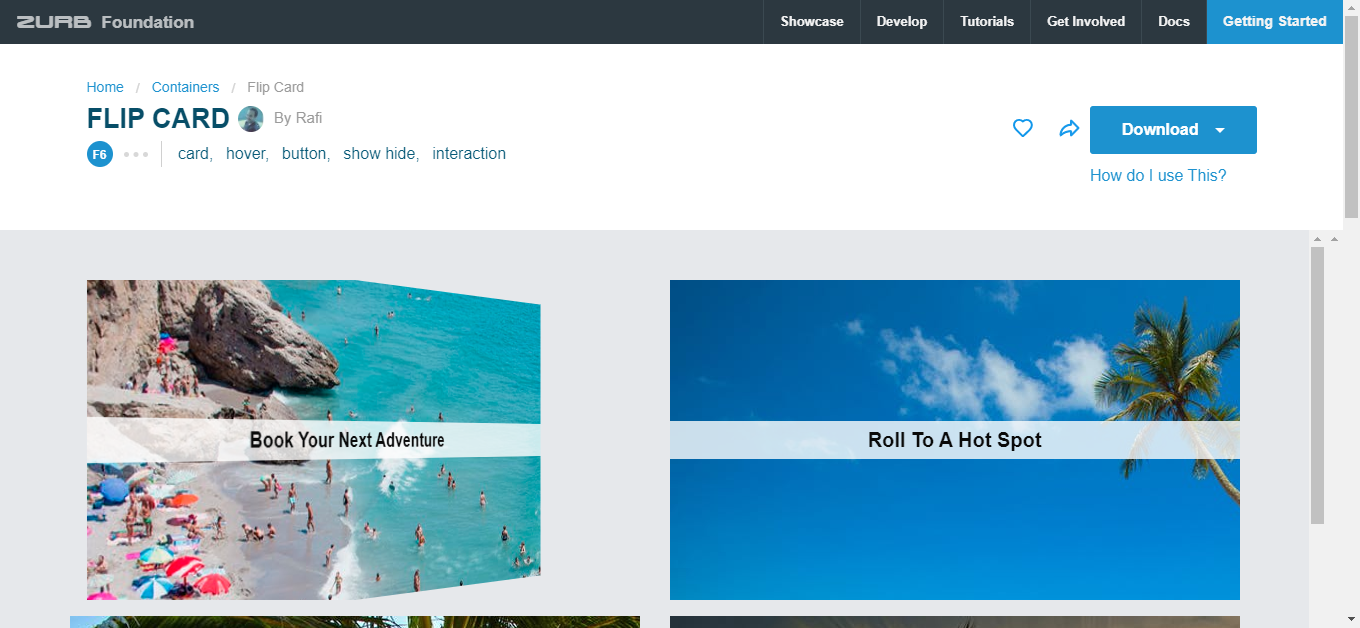 ZURB Foundation
Showcase Develop Tutorials Get Involved Docs Getting Started
Home / Containers / Flip Card
FLIP CARD By Rafi
Download
F6 card, hover, button, show hide, interaction
How do I use This?
Book Your Next Adventure
Roll To A Hot Spot